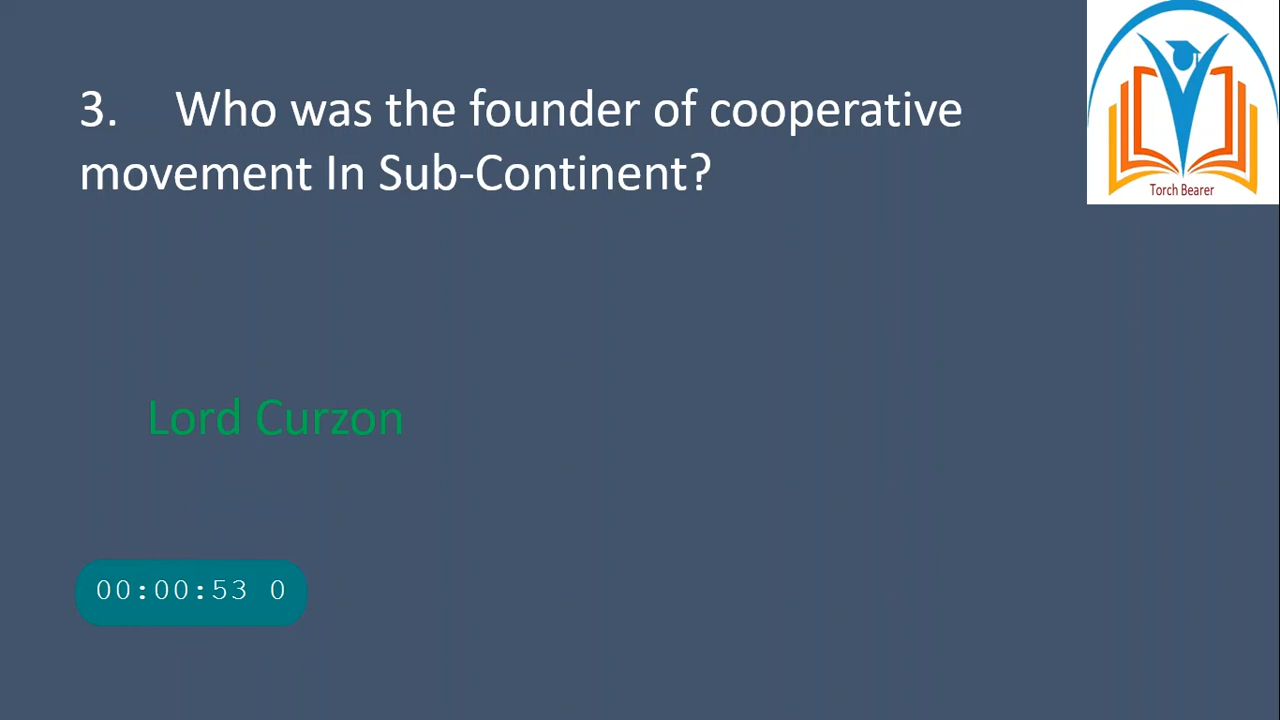 3. Who was the founder of cooperative
movement In Sub-Continent?
Torch Bearer
Lord Curzon
00:00:53 0